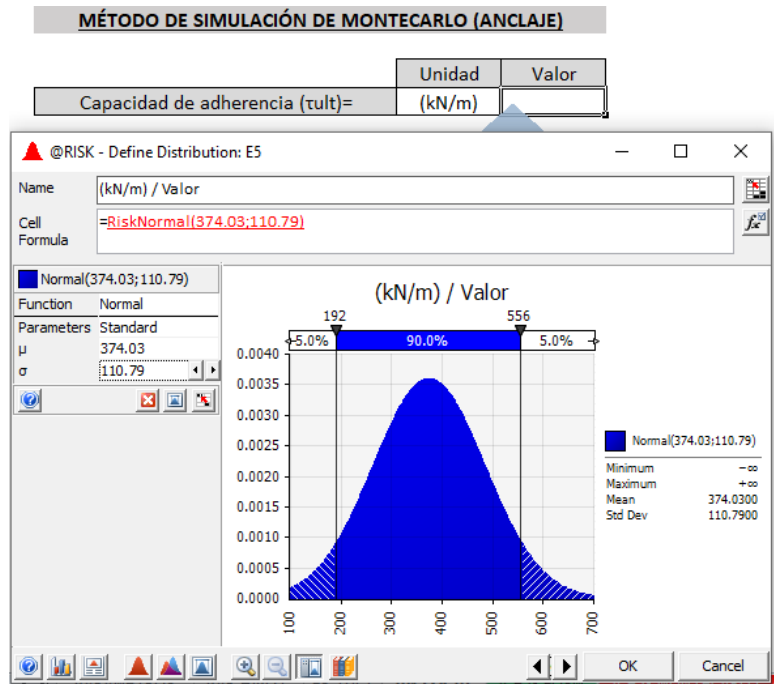 MÉTODO DE SIMULACIÓN DE MONTECARLO (ANCLAJE)
Unidad Valor
Capacidad de adherencia (τult)= (kN/m)
@RISK - Define Distribution: E5
Name (kN/m) / Valor
Cell Formula =RiskNormal(374.03;110.79)
Normal(374.03;110.79)
Function Normal
Parameters Standard
μ 374.03
σ 110.79
(kN/m) / Valor
192 556
5.0% 90.0% 5.0%
0.0040
0.0035
0.0030
0.0025
0.0020
0.0015
0.0010
0.0005
0.0000
100 200 300 400 500 600 700
Normal(374.03;110.79)
Minimum −∞
Maximum +∞
Mean 374.0300
Std Dev 110.7900
OK Cancel